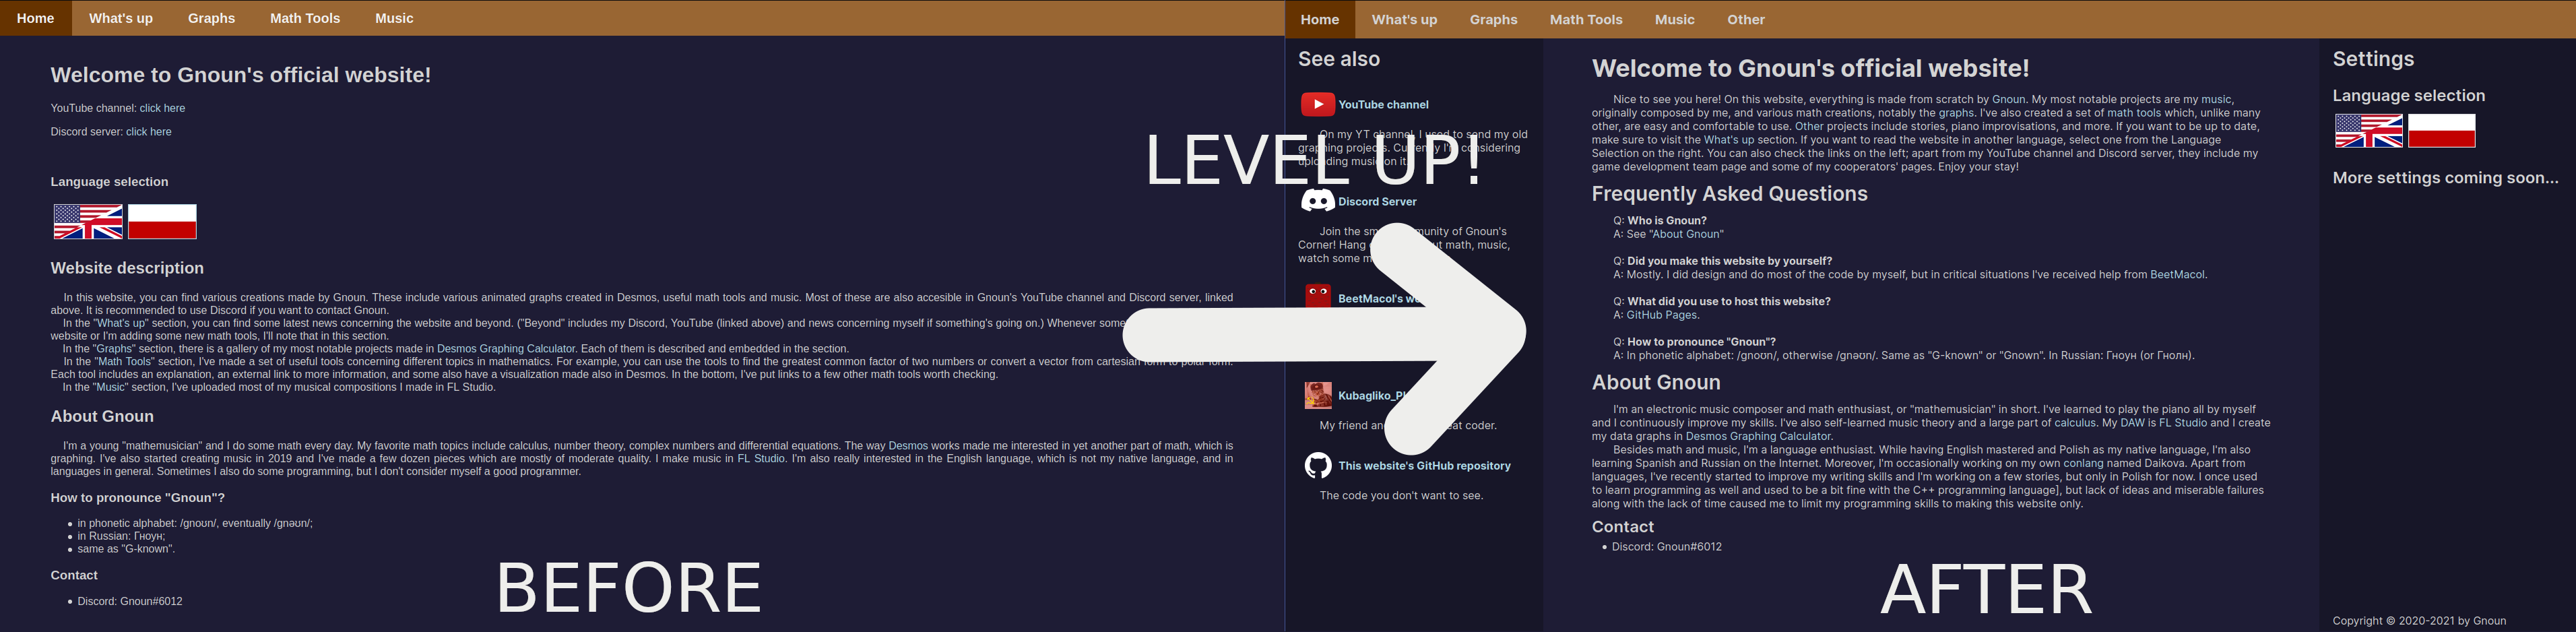 Home What's up Graphs Math Tools Music
Welcome to Gnoun's official website!
YouTube channel: click here
Discord server: click here
Language selection
Website description
In this website, you can find various creations made by Gnoun. These include various animated graphs created in Desmos, useful math tools and music. Most of these are also accesible in Gnoun's YouTube channel and Discord server, linked
above. It is recommended to use Discord if you want to contact Gnoun.
In the "What's up" section, you can find some latest news concerning the website and beyond. ("Beyond" includes my Discord, YouTube (linked above) and news concerning myself if something's going on.) Whenever
website or I'm adding some new math tools, I'll note that in this section.
In the "Graphs" section, there is a gallery of my most notable projects made in Desmos Graphing Calculator. Each of them is described and embedded in the section.
In the "Math Tools" section, I've made a set of useful tools concerning different topics in mathematics. For example, you can use the tools to find the greatest common factor of two numbers or convert a vector from cartesian form to polar form.
Each tool includes an explanation, an external link to more information, and some also have a visualization made also in Desmos. In the bottom, I've put links to a few other math tools worth checking.
In the "Music" section, I've uploaded most of my musical compositions I made in FL Studio.
About Gnoun
I'm a young "mathemusician" and I do some math every day. My favorite math topics include calculus, number theory, complex numbers and differential equations. The way Desmos works made me interested in yet another part of math, which is
graphing. I've also started creating music in 2019 and I've made a few dozen pieces which are mostly of moderate quality. I make music in FL Studio. I'm also really interested in the English language, which is not my native language, and in
languages in general. Sometimes I also do some programming, but I don't consider myself a good programmer.
How to pronounce "Gnoun"?
• in phonetic alphabet: /gnoʊn/, eventually /gnəʊn/;
• in Russian: Гноун;
• same as "G-known".
Contact
• Discord: Gnoun#6012
BEFORE
LEVEL UP!
Home What's up Graphs Math Tools Music Other
See also
YouTube channel
On my YT channel, I used to send my old
graphing projects. Currently I'm considering
uploading music on it.
Discord Server
Join the small community of Gnoun's
Corner! Hang math, music,
watch some
BeetMacol's
Kubagliko_Pl
My friend and coder.
This website's GitHub repository
The code you don't want to see.
Welcome to Gnoun's official website!
Nice to see you here! On this website, everything is made from scratch by Gnoun. My most notable projects are my music,
originally composed by me, and various math creations, notably the graphs. I've also created a set of math tools which, unlike many
other, are easy and comfortable to use. Other projects include stories, piano improvisations, and more. If you want to be up to date,
make sure to visit the What's up section. If you want to read the website in another language, select one from the Language
Selection on the right. You can also check the links on the left; apart from my YouTube channel and Discord server, they include my
game development team page and some of my cooperators' pages. Enjoy your stay!
Frequently Asked Questions
Q: Who is Gnoun?
A: See "About Gnoun"
Q: Did you make this website by yourself?
A: Mostly. I did design and do most of the code by myself, but in critical situations I've received help from BeetMacol.
Q: What did you use to host this website?
A: GitHub Pages.
Q: How to pronounce "Gnoun"?
A: In phonetic alphabet: /gnoʊn/, otherwise /gnəʊn/. Same as "G-known" or "Gnown". In Russian: Гноун (or Гнолн).
About Gnoun
I'm an electronic music composer and math enthusiast, or "mathemusician" in short. I've learned to play the piano all by myself
and I continuously improve my skills. I've also self-learned music theory and a large part of calculus. My DAW is FL Studio and I create
my data graphs in Desmos Graphing Calculator.
Besides math and music, I'm a language enthusiast. While having English mastered and Polish as my native language, I'm also
learning Spanish and Russian on the Internet. Moreover, I'm occasionally working on my own conlang named Daikova. Apart from
languages, I've recently started to improve my writing skills and I'm working on a few stories, but only in Polish for now. I once used
to learn programming as well and used to be a bit fine with the C++ programming language], but lack of ideas and miserable failures
along with the lack of time caused me to limit my programming skills to making this website only.
Contact
• Discord: Gnoun#6012
AFTER
Settings
Language selection
More settings coming soon...
Copyright © 2020-2021 by Gnoun